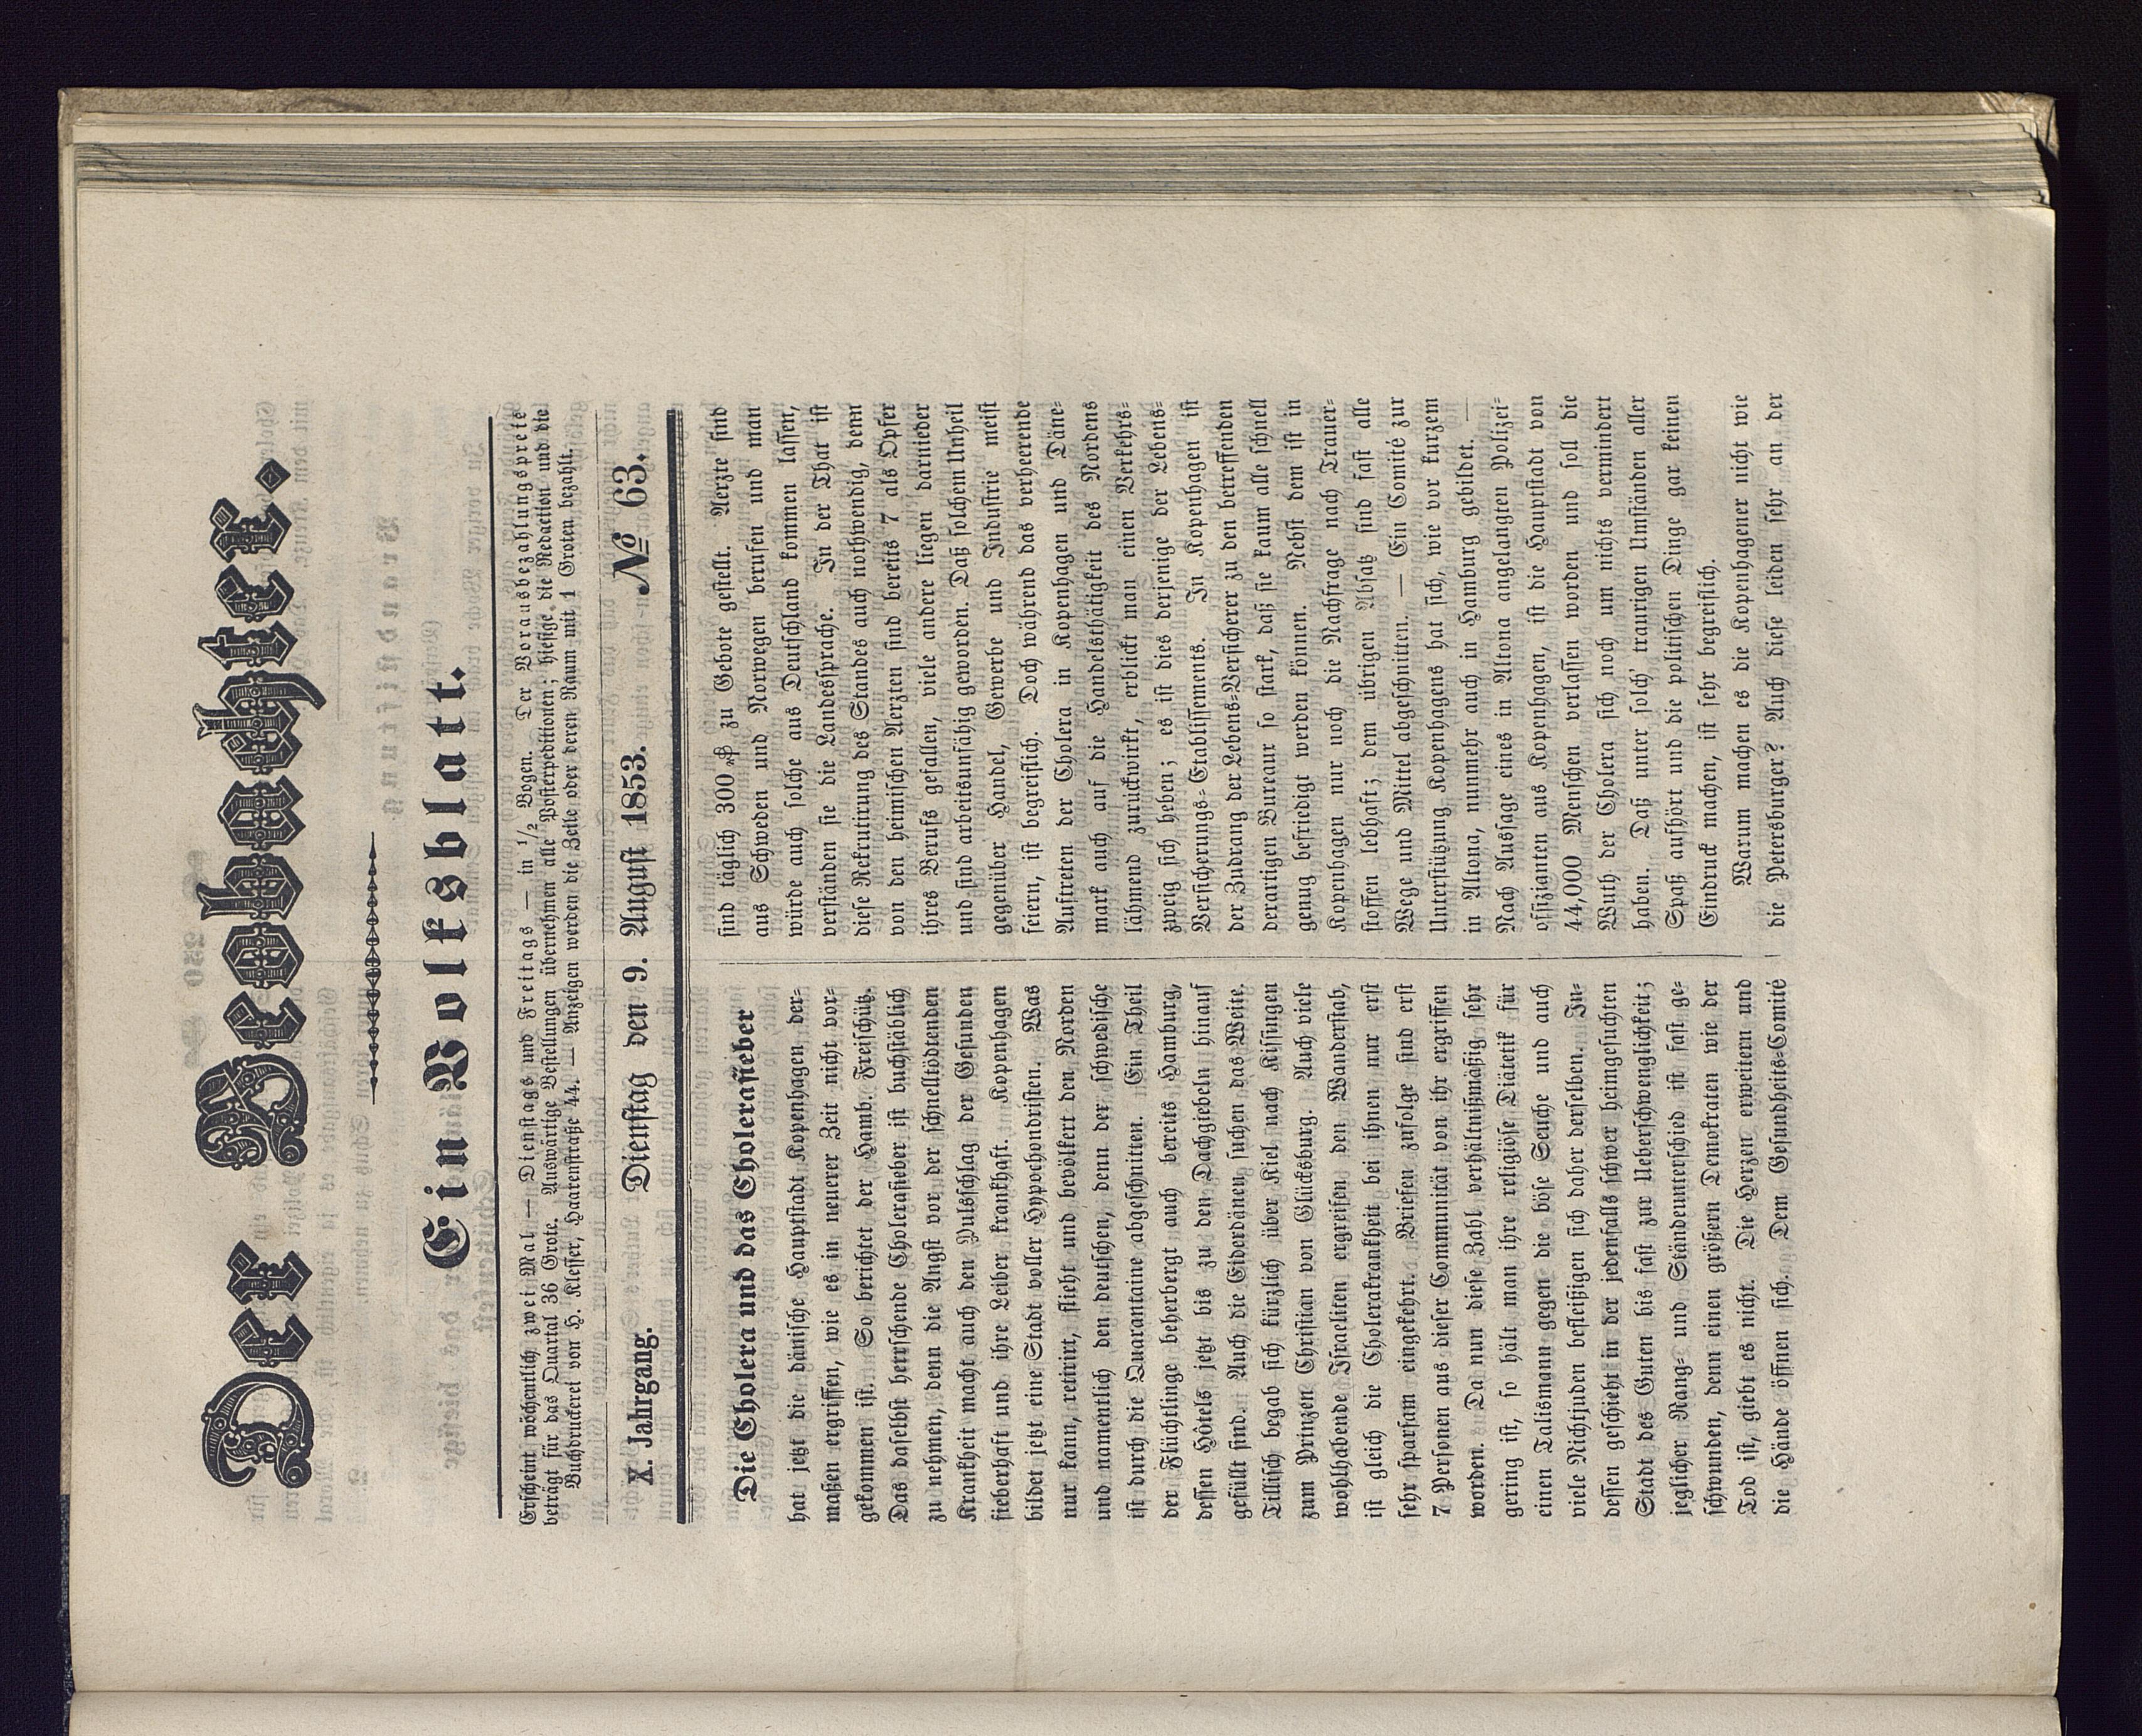 Der Beobachter.
Ein Volksblatt.
Erscheint wöchentlich zwei Mal — Dienstags und Freitags — in 1/2 Bogen. Der Vorausbezahlungspreis
beträgt für das Quartal 36 Grote. Auswärtige Bestellungen übernehmen alle Postexpeditionen; hiesige die Redaction und die
Buchdruckerei von H. Klesser, Haarenstraße 44. — Anzeigen werden die Zeile oder deren Raum mit 1 Groten bezahlt.
X. Jahrgang. Dienstag den 9. August 1853. № 63.
Die Cholera und das Cholerafieber
hat jetzt die dänische Hauptstadt Kopenhagen der-
maßen ergriffen, wie es in neuerer Zeit nicht vor-
gekommen ist. So berichtet der Hamb. Freischütz.
Das daselbst herrschende Cholerafieber ist buchstäblich
zu nehmen, denn die Angst vor der schnelltödtenden
Krankheit macht auch den Pulsschlag der Gesunden
fieberhaft und ihre Leiber krankhaft. Kopenhagen
bildet jetzt eine Stadt voller Hypochondristen. Was
nur kann, retirirt, flieht und bevölkert den Norden
und namentlich den deutschen, denn der schwedische
ist durch die Quarantaine abgeschnitten. Ein Theil
der Flüchtlinge beherbergt auch bereits Hamburg,
dessen Hôtels jetzt bis zu den Dachgiebeln hinauf
gefüllt sind. Auch die Eiderdänen suchen das Weite.
Tillisch begab sich kürzlich über Kiel nach Kissingen
zum Prinzen Christian von Glücksburg. Auch viele
wohlhabende Israeliten ergreifen den Wanderstab,
ist gleich die Cholerakrankheit bei ihnen nur erst
sehr sparsam eingekehrt. Briefen zufolge sind erst
7 Personen aus dieser Communität von ihr ergriffen
worden. Da nun diese Zahl verhältnißmäßig sehr
gering ist, so hält man ihre religiöse Diätetik für
einen Talismann gegen die böse Seuche und auch
viele Nichtjuden befleißigen sich daher derselben. In-
dessen geschieht in der jedenfalls schwer heimgesuchten
Stadt des Guten bis fast zur Ueberschwenglichkeit;
jeglicher Rang- und Ständeunterschied ist fast ge-
schwunden, denn einen größern Demokraten wie der
Tod ist, giebt es nicht. Die Herzen erweitern und
die Hände öffnen sich. Dem Gesundheits-Comité
sind täglich 300 ₰ zu Gebote gestellt. Aerzte sind
aus Schweden und Norwegen berufen und man
würde auch solche aus Deutschland kommen lassen,
verständen sie die Landessprache. In der That ist
diese Rekrutirung des Standes auch nothwendig, denn
von den heimischen Aerzten sind bereits 7 als Opfer
ihres Berufs gefallen, viele andere liegen darnieder
und sind arbeitsunfähig geworden. Daß solchem Unheil
gegenüber Handel, Gewerbe und Industrie meist
feiern, ist begreiflich. Doch während das verheerende
Auftreten der Cholera in Kopenhagen und Däne-
mark auch auf die Handelsthätigkeit des Nordens
lähmend zurückwirkt, erblickt man einen Verkehrs-
zweig sich heben; es ist dies derjenige der Lebens-
Versicherungs-Etablissements. In Kopenhagen ist
der Zudrang der Lebens-Versicherer zu den betreffenden
derartigen Bureaux so stark, daß sie kaum alle schnell
genug befriedigt werden können. Nebst dem ist in
Kopenhagen nur noch die Nachfrage nach Trauer-
stoffen lebhaft; dem übrigen Absatz sind fast alle
Wege und Mittel abgeschnitten. — Ein Comité zur
Unterstützung Kopenhagens hat sich, wie vor kurzem
in Altona, nunmehr auch in Hamburg gebildet. —
Nach Aussage eines in Altona angelangten Polizei-
offizianten aus Kopenhagen, ist die Hauptstadt von
44,000 Menschen verlassen worden und soll die
Wuth der Cholera sich noch um nichts vermindert
haben. Daß unter solch' traurigen Umständen aller
Spaß aufhört und die politischen Dinge gar keinen
Eindruck machen, ist sehr begreiflich.
Warum machen es die Kopenhagener nicht wie
die Petersburger? Auch diese leiden sehr an der